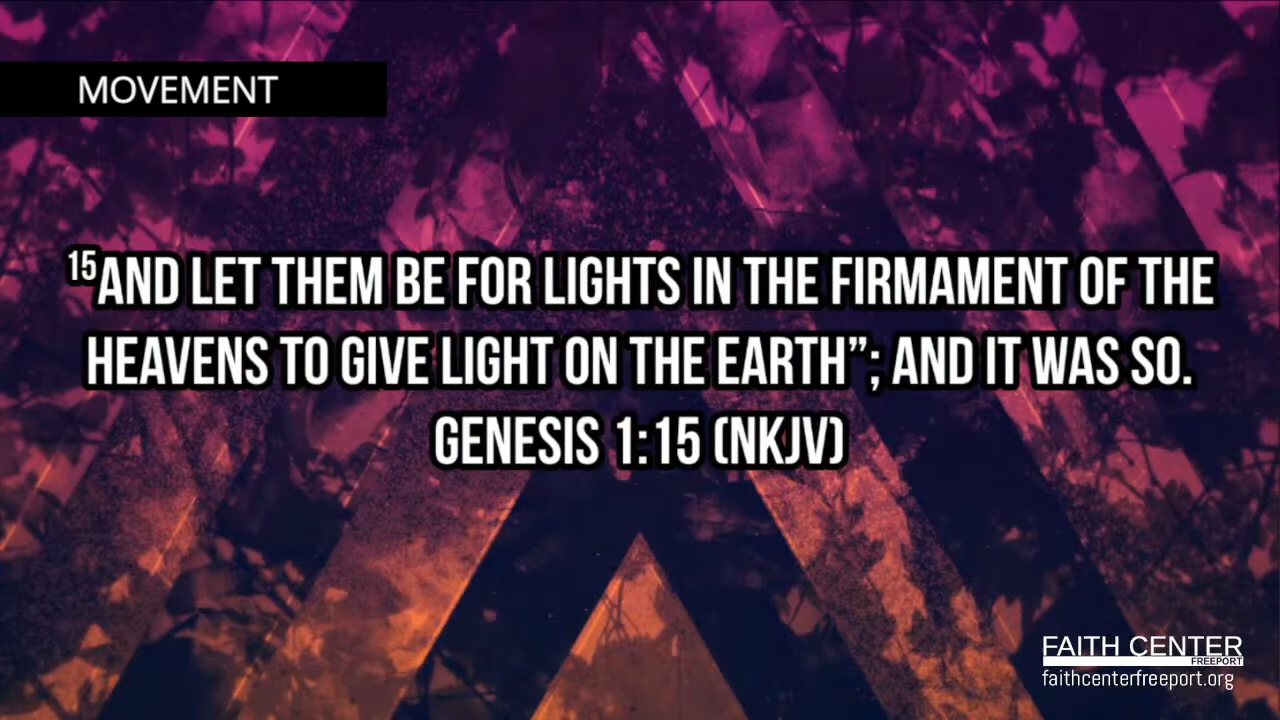 MOVEMENT
¹⁵AND LET THEM BE FOR LIGHTS IN THE FIRMAMENT OF THE
HEAVENS TO GIVE LIGHT ON THE EARTH”; AND IT WAS SO.
GENESIS 1:15 (NKJV)
FAITH CENTER
FREEPORT
faithcenterfreeport.org